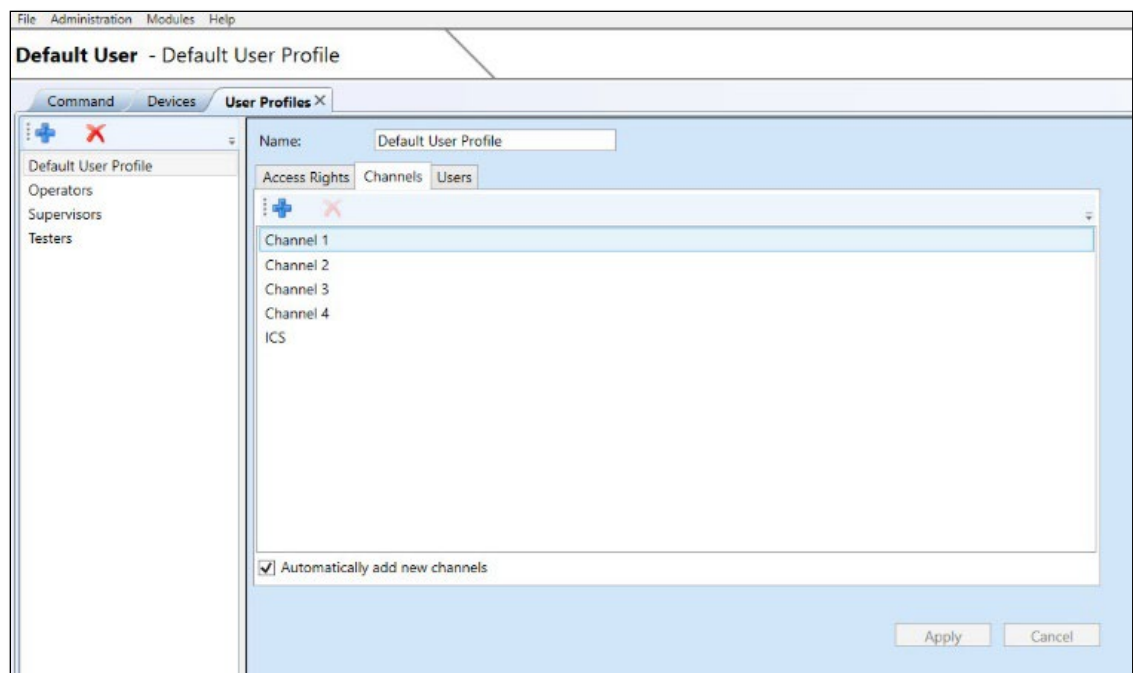 File Administration Modules Help
Default User - Default User Profile
Command Devices User Profiles
Default User Profile
Operators
Supervisors
Testers
Name: Default User Profile
Access Rights Channels Users
Channel 1
Channel 2
Channel 3
Channel 4
ICS
Automatically add new channels
Apply Cancel